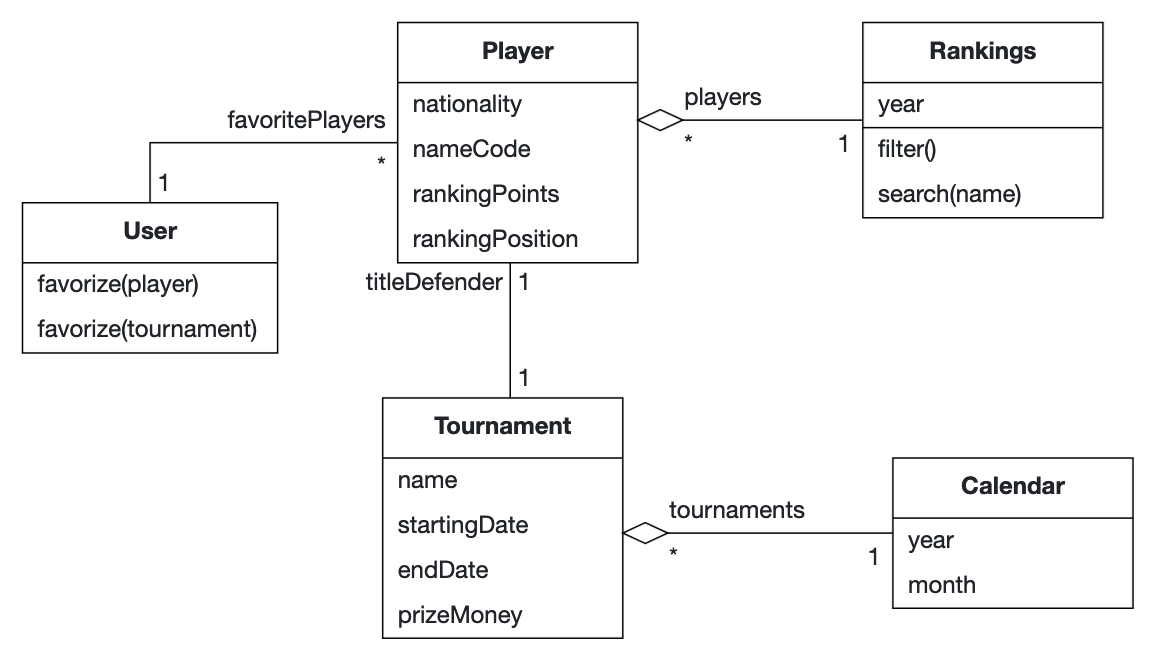 Player
nationality
nameCode
rankingPoints
rankingPosition
players
*
1
Rankings
year
filter()
search(name)
favoritePlayers
*
1
User
favorize(player)
favorize(tournament)
titleDefender
1
1
Tournament
name
startingDate
endDate
prizeMoney
tournaments
*
1
Calendar
year
month